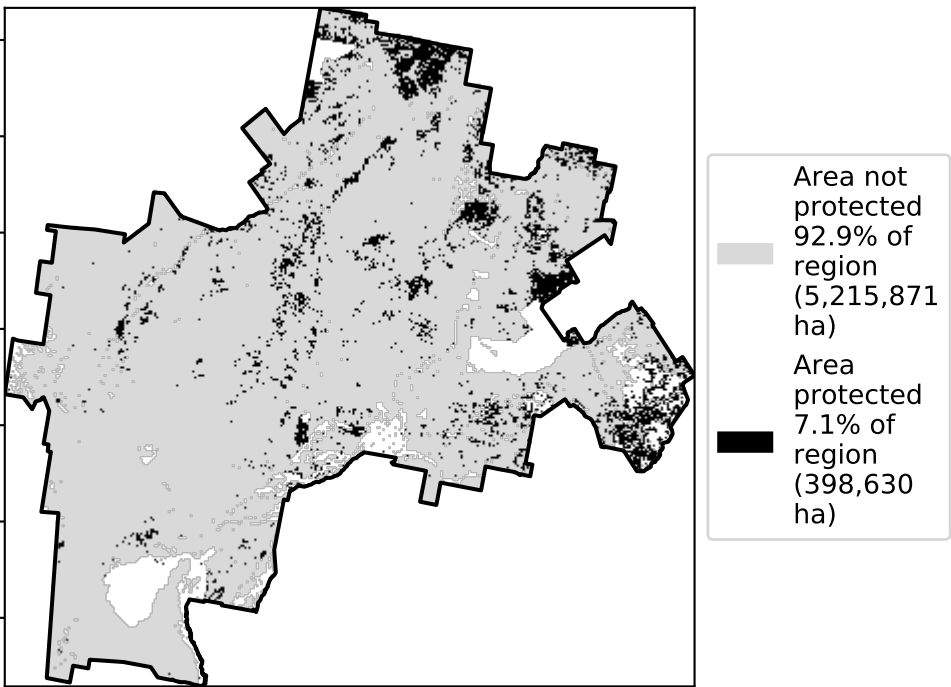 Area not
protected
92.9% of
region
(5,215,871
ha)
Area
protected
7.1% of
region
(398,630
ha)